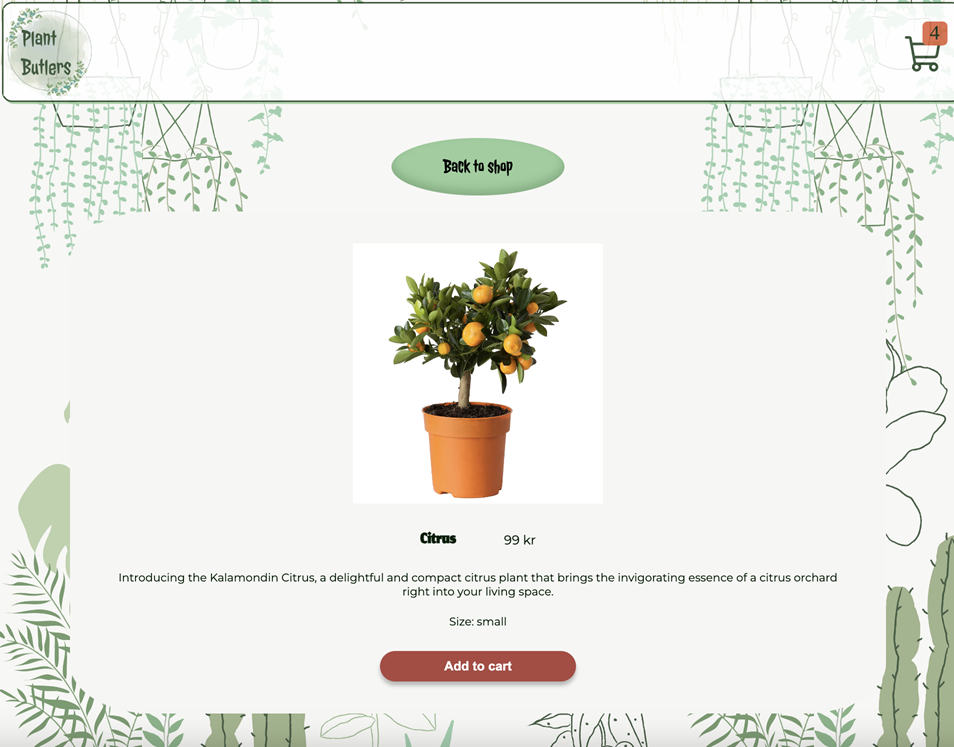 Plant
Butlers
4
Back to shop
Citrus 99 kr
Introducing the Kalamondin Citrus, a delightful and compact citrus plant that brings the invigorating essence of a citrus orchard
right into your living space.
Size: small
Add to cart